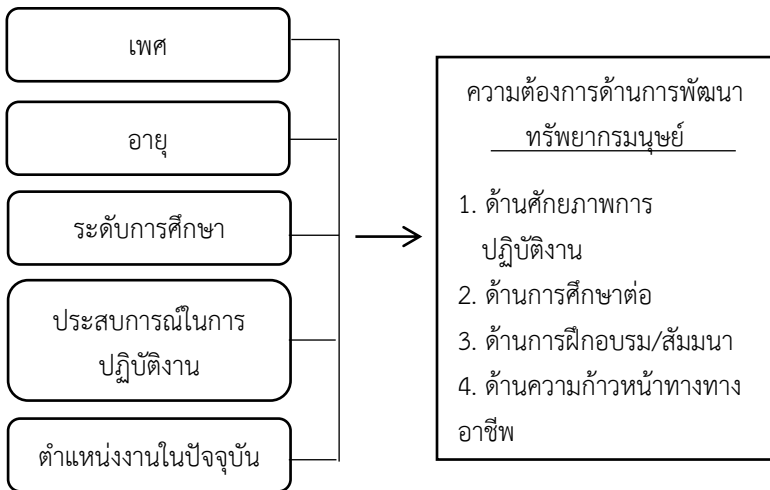 เพศ
อายุ
ระดับการศึกษา
ประสบการณ์ในการ
ปฏิบัติงาน
ตำแหน่งงานในปัจจุบัน
ความต้องการด้านการพัฒนา
ทรัพยากรมนุษย์
1. ด้านศักยภาพการ
ปฏิบัติงาน
2. ด้านการศึกษาต่อ
3. ด้านการฝึกอบรม/สัมมนา
4. ด้านความก้าวหน้าทางทาง
อาชีพ